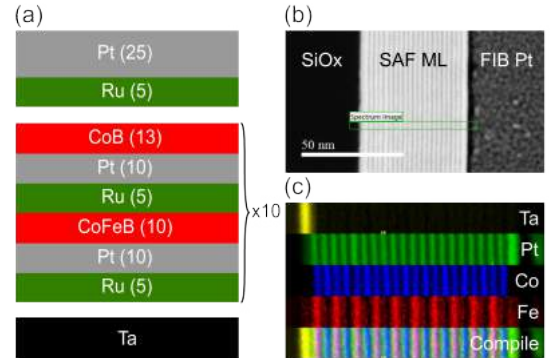 (a)
Pt (25)
Ru (5)
CoB (13)
Pt (10)
Ru (5)
CoFeB (10)
Pt (10)
Ru (5)
x10
Ta
(b)
SiOx SAF ML FIB Pt
Spectrum Image
50 nm
(c)
Ta
Pt
Co
Fe
Compile